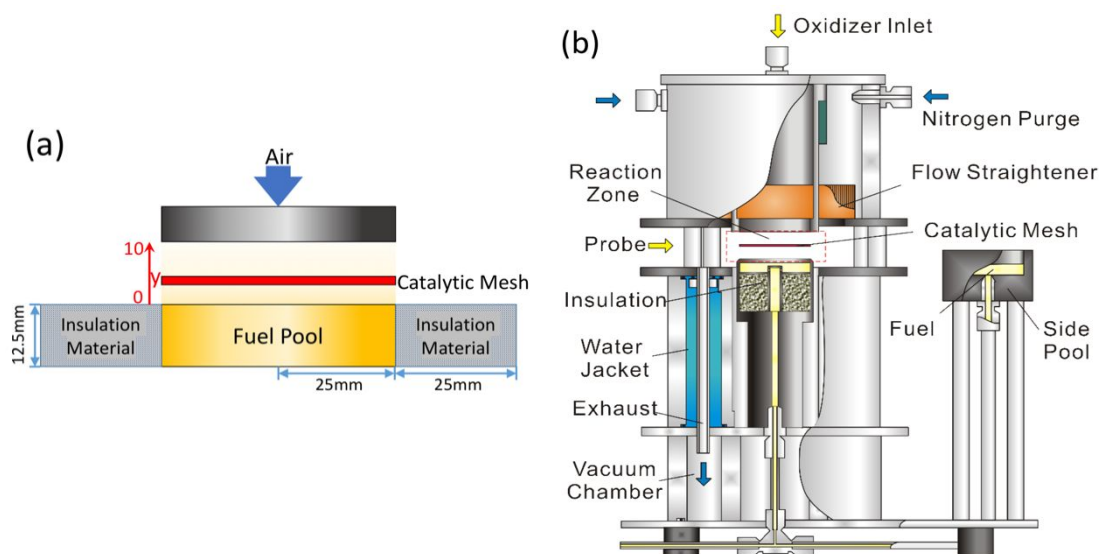 (a)
Air
10
y
0
Catalytic Mesh
Insulation
Material
Fuel Pool
Insulation
Material
12.5mm
25mm
25mm
(b)
Oxidizer Inlet
Nitrogen Purge
Reaction
Zone
Flow Straightener
Probe
Catalytic Mesh
Insulation
Fuel
Side
Pool
Water
Jacket
Exhaust
Vacuum
Chamber